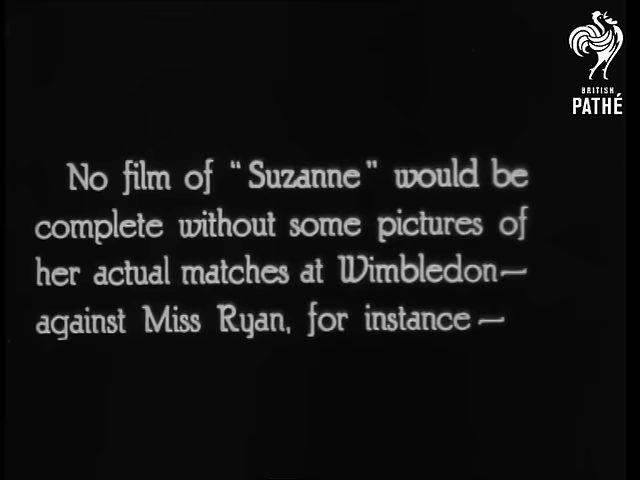 BRITISH
PATHÉ
No film of “Suzanne” would be
complete without some pictures of
her actual matches at Wimbledon—
against Miss Ryan, for instance —